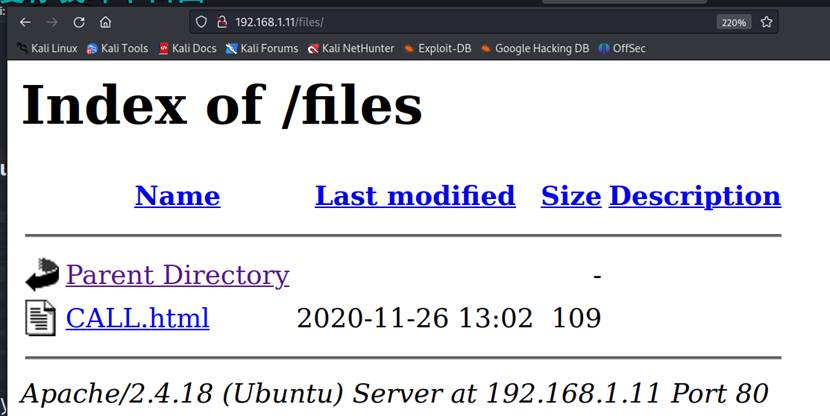 192.168.1.11/files/
220%
Kali Linux Kali Tools Kali Docs Kali Forums Kali NetHunter Exploit-DB Google Hacking DB OffSec
Index of /files
Name Last modified Size Description
Parent Directory -
CALL.html 2020-11-26 13:02 109
Apache/2.4.18 (Ubuntu) Server at 192.168.1.11 Port 80